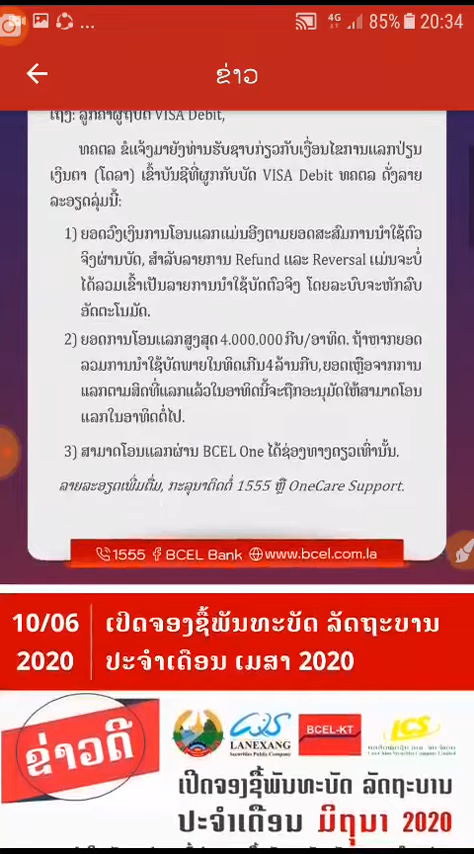 ... 4G 85% 20:34
ຂ່າວ
ເຖິງ: ລູກຄ້າຜູ້ຖືບັດ VISA Debit,
ທຄຕລ ຂໍແຈ້ງມາຍັງທ່ານຮັບຊາບກ່ຽວກັບເງື່ອນໄຂການແລກປ່ຽນ
ເງິນຕາ (ໂດລາ) ເຂົ້າບັນຊີທີ່ຜູກກັບບັດ VISA Debit ທຄຕລ ດັ່ງລາຍ
ລະອຽດລຸ່ມນີ້:
1) ຍອດວົງເງິນການໂອນແລກແມ່ນອີງຕາມຍອດສະສົມການນໍາໃຊ້ຕົວ
ຈິງຜ່ານບັດ, ສໍາລັບລາຍການ Refund ແລະ Reversal ແມ່ນຈະບໍ່
ໄດ້ລວມເຂົ້າເປັນລາຍການນໍາໃຊ້ບັດຕົວຈິງ ໂດຍລະບົບຈະຫັກລົບ
ອັດຕະໂນມັດ.
2) ຍອດການໂອນແລກສູງສຸດ 4.000.000 ກີບ/ອາທິດ. ຖ້າຫາກຍອດ
ລວມການນໍາໃຊ້ບັດພາຍໃນທິດເກີນ4 ລ້ານກີບ, ຍອດເຫຼືອຈາກການ
ແລກຕາມສິດທີ່ແລກແລ້ວໃນອາທິດນີ້ຈະຖືກອະນຸມັດໃຫ້ສາມາດໂອນ
ແລກໃນອາທິດຕໍ່ໄປ.
3) ສາມາດໂອນແລກຜ່ານ BCEL One ໄດ້ຊ່ອງທາງດຽວເທົ່ານັ້ນ.
ລາຍລະອຽດເພີ່ມຕື່ມ, ກະລຸນາຕິດຕໍ່ 1555 ຫຼື OneCare Support.
1555 BCEL Bank www.bcel.com.la
10/06 2020
ເປີດຈອງຊື້ພັນທະບັດ ລັດຖະບານ
ປະຈໍາເດືອນ ເມສາ 2020
ຂ່າວດີ
LANEXANG
Securities Public Company
BCEL-KT
ICS
ເປີດຈອງຊື້ພັນທະບັດ ລັດຖະບານ
ປະຈໍາເດືອນ ມິຖຸນາ 2020